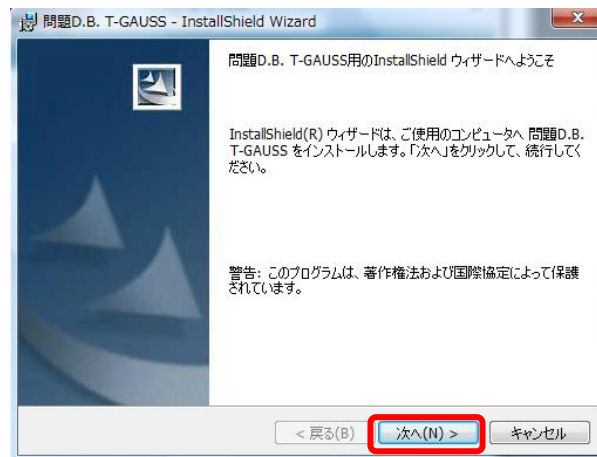 問題D.B. T-GAUSS - InstallShield Wizard
問題D.B. T-GAUSS用のInstallShield ウィザードへようこそ
InstallShield(R) ウィザードは、ご使用のコンピュータへ 問題D.B.
T-GAUSS をインストールします。「次へ」をクリックして、続行してく
ださい。
警告: このプログラムは、著作権法および国際協定によって保護
されています。
< 戻る(B)
次へ(N) >
キャンセル